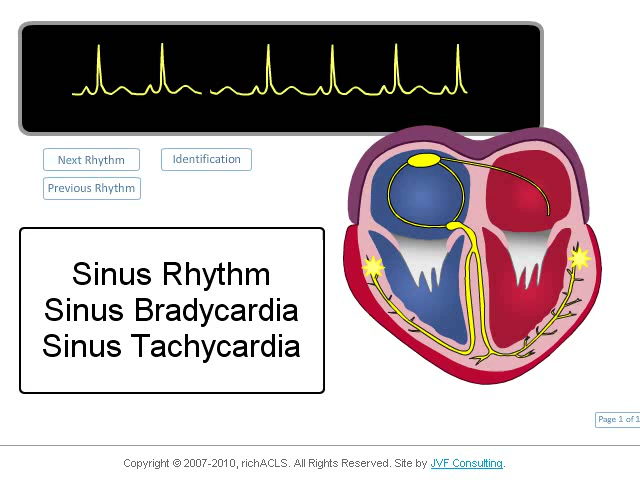 Next Rhythm
Identification
Previous Rhythm
Sinus Rhythm
Sinus Bradycardia
Sinus Tachycardia
Page 1 of 1
Copyright © 2007-2010, richACLS. All Rights Reserved. Site by JVF Consulting.